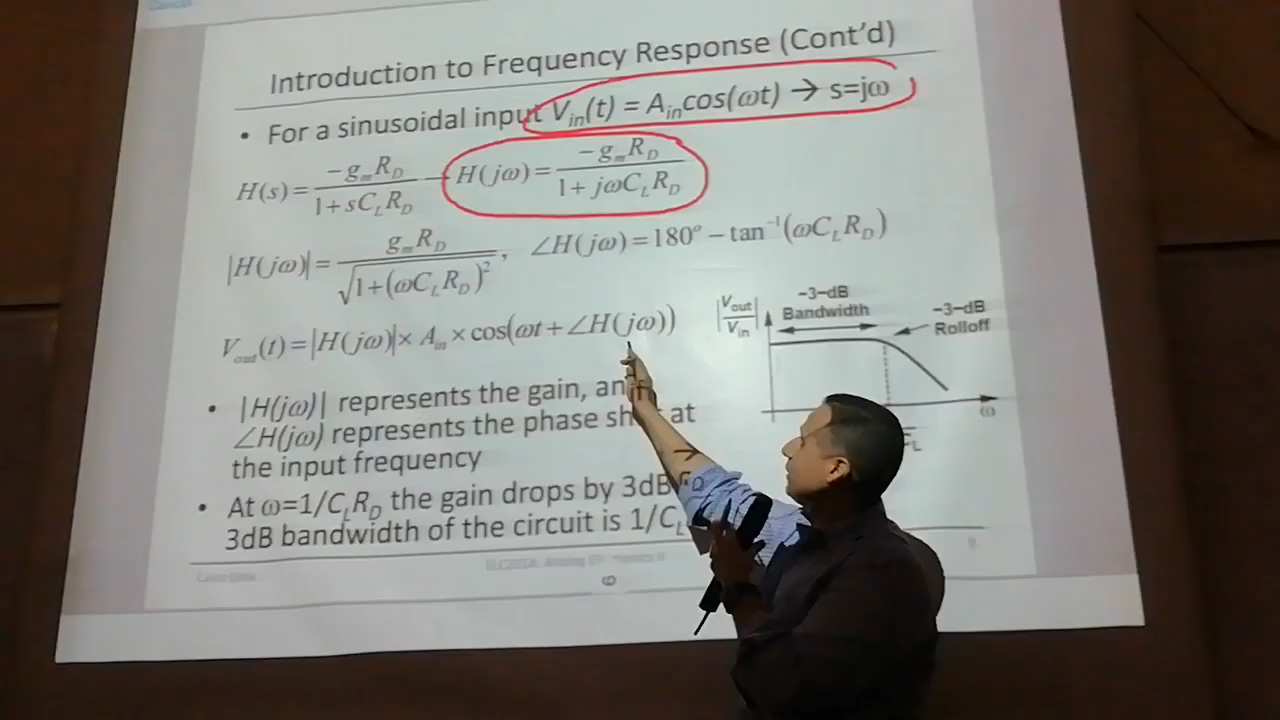 Introduction to Frequency Response (Cont'd)
• For a sinusoidal input V_in(t) = A_in cos(ωt) → s=jω
H(s) = -g_m R_D / 1 + sC_L R_D → H(jω) = -g_m R_D / 1 + jωC_L R_D
|H(jω)| = g_m R_D / √(1+(ωC_L R_D)²), ∠H(jω) = 180° − tan⁻¹(ωC_L R_D)
V_out(t) = |H(jω)| × A_in × cos(ωt + ∠H(jω))
|V_out / V_in|
−3−dB
Bandwidth
−3−dB
Rolloff
ω
• |H(jω)| represents the gain, and
∠H(jω) represents the phase shift at
the input frequency
• At ω=1/C_L R_D the gain drops by 3dB
3dB bandwidth of the circuit is 1/C_L
9